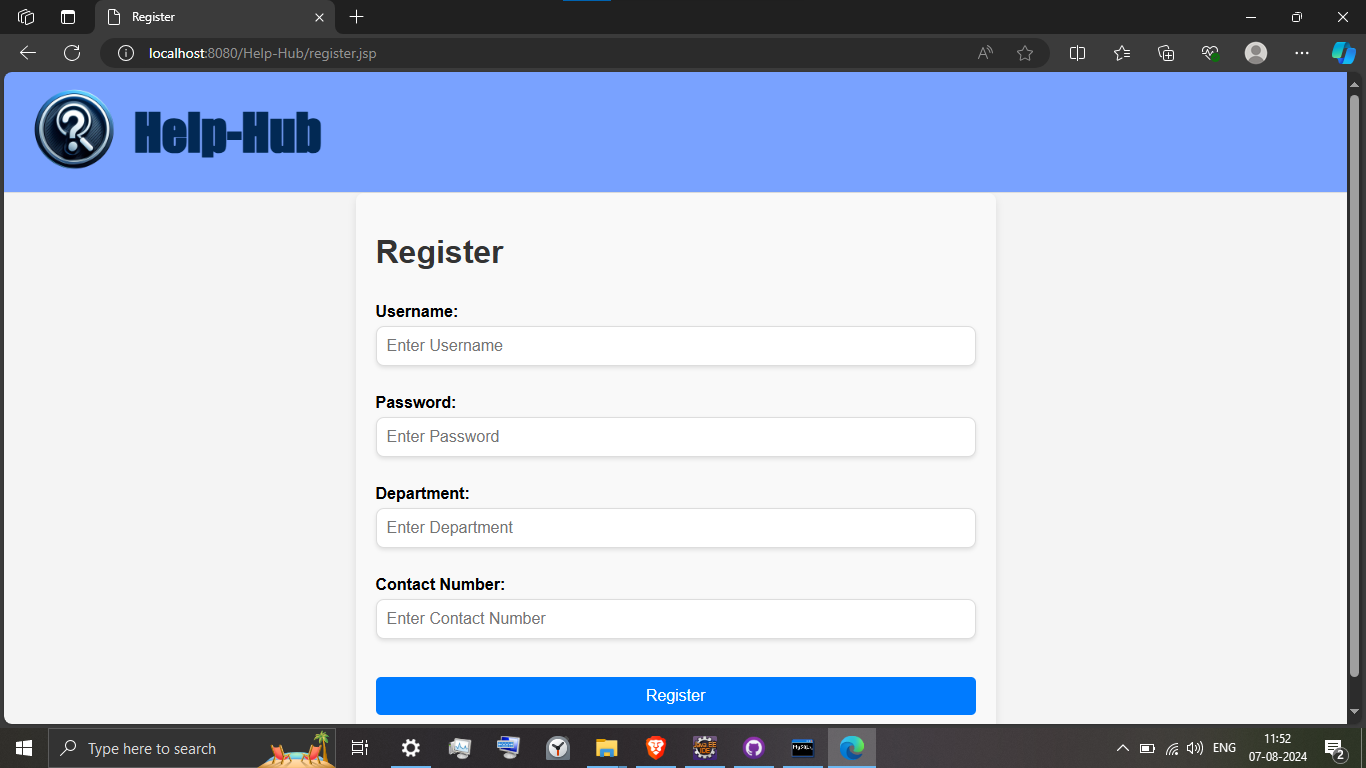 Register
localhost:8080/Help-Hub/register.jsp
Help-Hub
Register
Username:
Enter Username
Password:
Enter Password
Department:
Enter Department
Contact Number:
Enter Contact Number
Register
Type here to search
ENG
11:52
07-08-2024
2